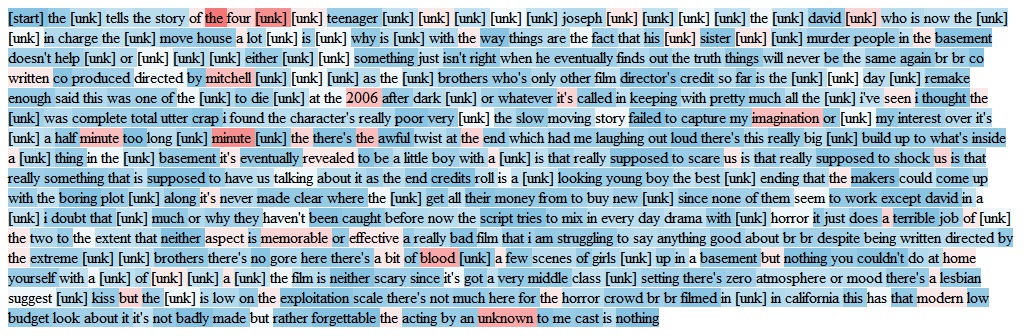 [start] the [unk] tells the story of the four [unk] [unk] teenager [unk] [unk] [unk] [unk] [unk] joseph [unk] [unk] [unk] [unk] the [unk] david [unk] who is now the [unk]
[unk] in charge the [unk] move house a lot [unk] is [unk] why is [unk] with the way things are the fact that his [unk] sister [unk] [unk] murder people in the basement
doesn't help [unk] or [unk] [unk] [unk] either [unk] [unk] something just isn't right when he eventually finds out the truth things will never be the same again br br co
written co produced directed by mitchell [unk] [unk] [unk] as the [unk] brothers who's only other film director's credit so far is the [unk] [unk] day [unk] remake
enough said this was one of the [unk] to die [unk] at the 2006 after dark [unk] or whatever it's called in keeping with pretty much all the [unk] i've seen i thought the
[unk] was complete total utter crap i found the character's really poor very [unk] the slow moving story failed to capture my imagination or [unk] my interest over it's
[unk] a half minute too long [unk] minute [unk] the there's the awful twist at the end which had me laughing out loud there's this really big [unk] build up to what's inside
a [unk] thing in the [unk] basement it's eventually revealed to be a little boy with a [unk] is that really supposed to scare us is that really supposed to shock us is that
really something that is supposed to have us talking about it as the end credits roll is a [unk] looking young boy the best [unk] ending that the makers could come up
with the boring plot [unk] along it's never made clear where the [unk] get all their money from to buy new [unk] since none of them seem to work except david in a
[unk] i doubt that [unk] much or why they haven't been caught before now the script tries to mix in every day drama with [unk] horror it just does a terrible job of [unk]
the two to the extent that neither aspect is memorable or effective a really bad film that i am struggling to say anything good about br br despite being written directed by
the extreme [unk] [unk] brothers there's no gore here there's a bit of blood [unk] a few scenes of girls [unk] up in a basement but nothing you couldn't do at home
yourself with a [unk] of [unk] [unk] a [unk] the film is neither scary since it's got a very middle class [unk] setting there's zero atmosphere or mood there's a lesbian
suggest [unk] kiss but the [unk] is low on the exploitation scale there's not much here for the horror crowd br br filmed in [unk] in california this has that modern low
budget look about it it's not badly made but rather forgettable the acting by an unknown to me cast is nothing